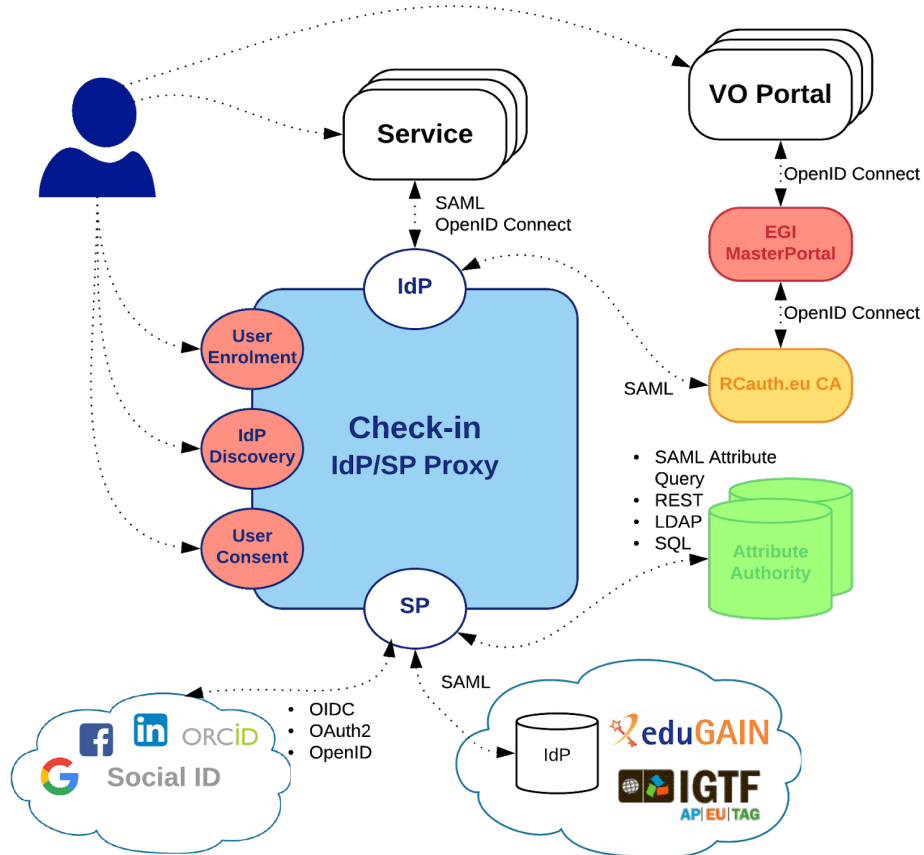 VO Portal
Service
OpenID Connect
SAML
OpenID Connect
EGI
MasterPortal
IdP
OpenID Connect
User
Enrolment
RCauth.eu CA
SAML
Check-in
IdP/SP Proxy
IdP
Discovery
• SAML Attribute
Query
• REST
• LDAP
• SQL
User
Consent
Attribute
Authority
SP
SAML
• OIDC
• OAuth2
• OpenID
in
ORCID
f
G
Social ID
IdP
eduGAIN
IGTF
AP|EU|TAG